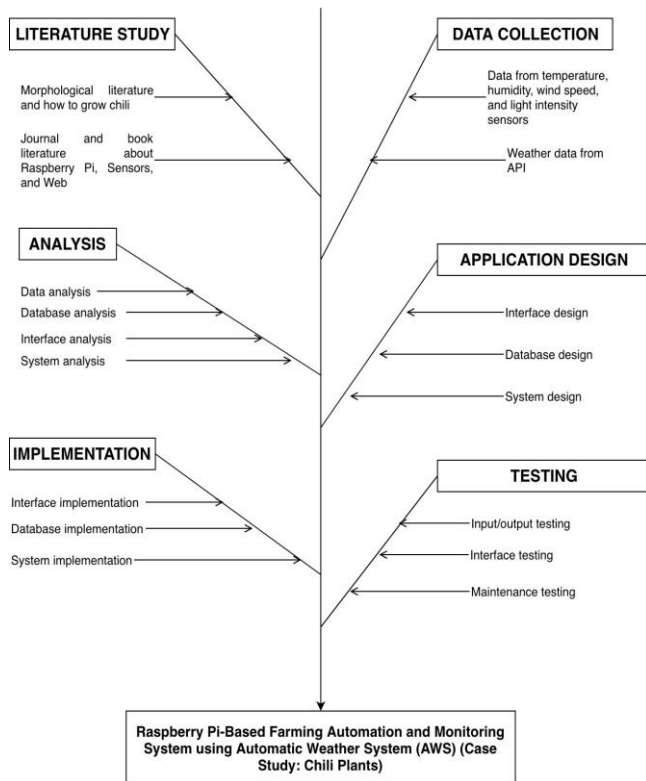 LITERATURE STUDY
Morphological literature
and how to grow chili
Journal and book
literature about
Raspberry Pi, Sensors,
and Web
DATA COLLECTION
Data from temperature,
humidity, wind speed,
and light intensity
sensors
Weather data from
API
ANALYSIS
Data analysis
Database analysis
Interface analysis
System analysis
APPLICATION DESIGN
Interface design
Database design
System design
IMPLEMENTATION
Interface implementation
Database implementation
System implementation
TESTING
Input/output testing
Interface testing
Maintenance testing
Raspberry Pi-Based Farming Automation and Monitoring
System using Automatic Weather System (AWS) (Case
Study: Chili Plants)